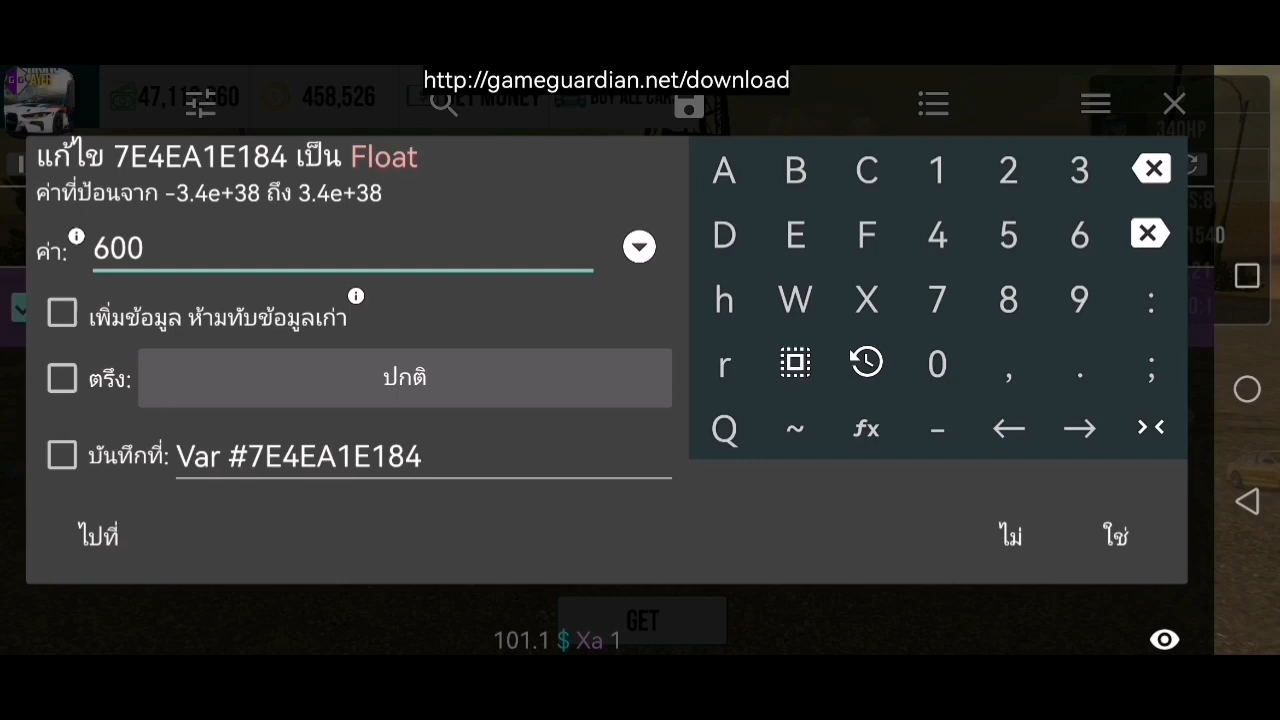 http://gameguardian.net/download
458,526
แก้ไข 7E4EA1E184 เป็น Float
ค่าที่ป้อนจาก -3.4e+38 ถึง 3.4e+38
ค่า: 600
เพิ่มข้อมูล ห้ามทับข้อมูลเก่า
ตรึง: ปกติ
บันทึกที่: Var #7E4EA1E184
ไปที่ ไม่ ใช่
A B C 1 2 3
D E F 4 5 6
h W X 7 8 9 :
r 0 , . ;
Q ~ fx - ← → ><
340HP
GET
101.1 $ Xa 1